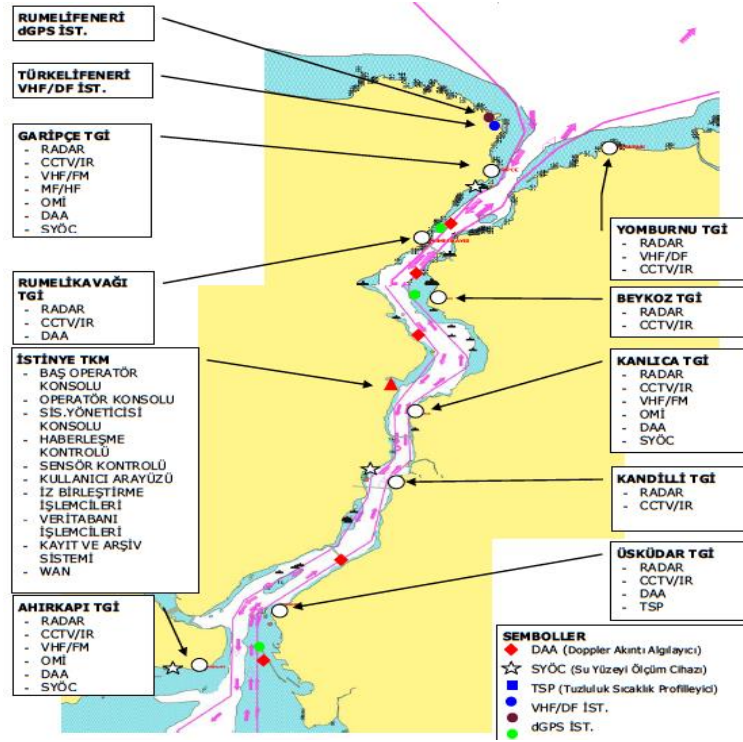 RUMELİFENERİ
dGPS İST.
TÜRKELİFENERİ
VHF/DF İST.
GARİPÇE TGİ
- RADAR
- CCTV/IR
- VHF/FM
- MF/HF
- OMİ
- DAA
- SYÖC
RUMELİKAVAĞI
TGİ
- RADAR
- CCTV/IR
- DAA
İSTİNYE TKM
- BAŞ OPERATÖR
KONSOLU
- OPERATÖR KONSOLU
- SİS.YÖNETİCİSİ
KONSOLU
- HABERLEŞME
KONTROLÜ
- SENSÖR KONTROLÜ
- KULLANICI ARAYÜZÜ
- İZ BİRLEŞTİRME
İŞLEMCİLERİ
- VERİTABANI
İŞLEMCİLERİ
- KAYIT VE ARŞİV
SİSTEMİ
- WAN
AHIRKAPI TGİ
- RADAR
- CCTV/IR
- VHF/FM
- OMİ
- DAA
- SYÖC
YOMBURNU TGİ
- RADAR
- VHF/DF
- CCTV/IR
BEYKOZ TGİ
- RADAR
- CCTV/IR
KANLICA TGİ
- RADAR
- CCTV/IR
- VHF/FM
- OMİ
- DAA
- SYÖC
KANDİLLİ TGİ
- RADAR
- CCTV/IR
ÜSKÜDAR TGİ
- RADAR
- CCTV/IR
- DAA
- TSP
SEMBOLLER
DAA (Doppler Akıntı Algılayıcı)
SYÖC (Su Yüzeyi Ölçüm Cihazı)
TSP (Tuzluluk Sıcaklık Profilleyici)
VHF/DF İST.
dGPS İST.